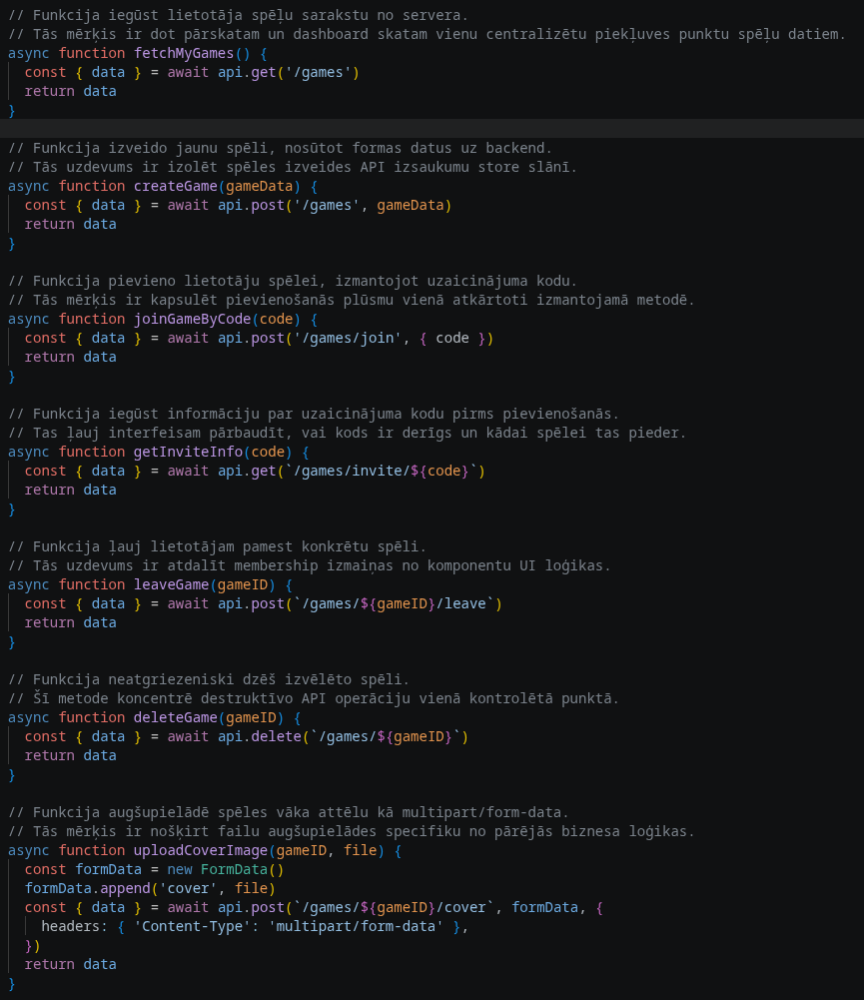 // Funkcija iegūst lietotāja spēļu sarakstu no servera.
// Tās mērķis ir dot pārskatam un dashboard skatam vienu centralizētu piekļuves punktu spēļu datiem.
async function fetchMyGames() {
  const { data } = await api.get('/games')
  return data
}
// Funkcija izveido jaunu spēli, nosūtot formas datus uz backend.
// Tās uzdevums ir izolēt spēles izveides API izsaukumu store slānī.
async function createGame(gameData) {
  const { data } = await api.post('/games', gameData)
  return data
}
// Funkcija pievieno lietotāju spēlei, izmantojot uzaicinājuma kodu.
// Tās mērķis ir kapsulēt pievienošanās plūsmu vienā atkārtoti izmantojamā metodē.
async function joinGameByCode(code) {
  const { data } = await api.post('/games/join', { code })
  return data
}
// Funkcija iegūst informāciju par uzaicinājuma kodu pirms pievienošanās.
// Tas ļauj interfeisam pārbaudīt, vai kods ir derīgs un kādai spēlei tas pieder.
async function getInviteInfo(code) {
  const { data } = await api.get(`/games/invite/${code}`)
  return data
}
// Funkcija ļauj lietotājam pamest konkrētu spēli.
// Tās uzdevums ir atdalīt membership izmaiņas no komponentu UI loģikas.
async function leaveGame(gameID) {
  const { data } = await api.post(`/games/${gameID}/leave`)
  return data
}
// Funkcija neatgriezeniski dzēš izvēlēto spēli.
// Šī metode koncentrē destruktīvo API operāciju vienā kontrolētā punktā.
async function deleteGame(gameID) {
  const { data } = await api.delete(`/games/${gameID}`)
  return data
}
// Funkcija augšupielādē spēles vāka attēlu kā multipart/form-data.
// Tās mērķis ir nošķirt failu augšupielādes specifiku no pārējās biznesa loģikas.
async function uploadCoverImage(gameID, file) {
  const formData = new FormData()
  formData.append('cover', file)
  const { data } = await api.post(`/games/${gameID}/cover`, formData, {
    headers: { 'Content-Type': 'multipart/form-data' },
  })
  return data
}